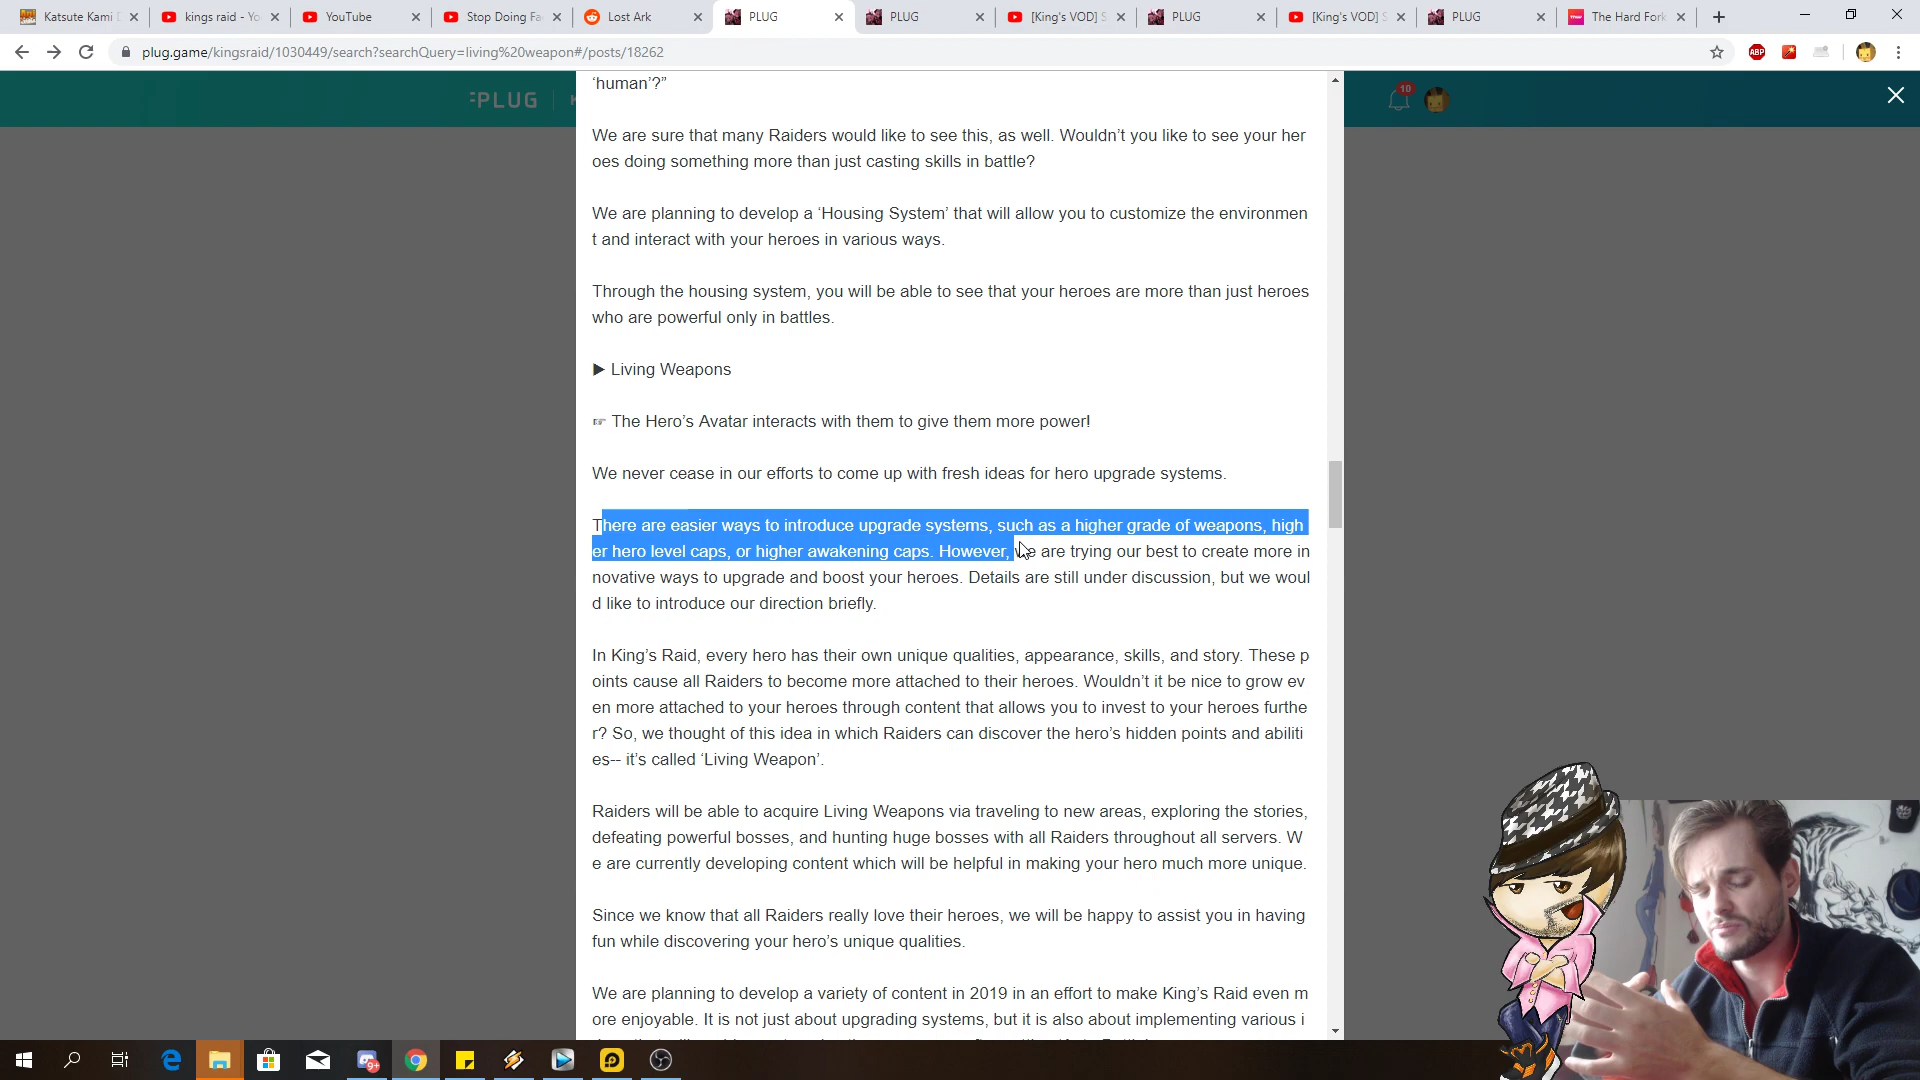 Katsute Kami D
kings raid - Yo
YouTube
Stop Doing Fa
Lost Ark
PLUG
PLUG
[King's VOD] S
PLUG
[King's VOD] S
PLUG
The Hard Fork
plug.game/kingsraid/1030449/search?searchQuery=living%20weapon#/posts/18262
ABP
PLUG
10
‘human’?”
We are sure that many Raiders would like to see this, as well. Wouldn’t you like to see your her
oes doing something more than just casting skills in battle?
We are planning to develop a ‘Housing System’ that will allow you to customize the environmen
t and interact with your heroes in various ways.
Through the housing system, you will be able to see that your heroes are more than just heroes
who are powerful only in battles.
▶ Living Weapons
☞ The Hero’s Avatar interacts with them to give them more power!
We never cease in our efforts to come up with fresh ideas for hero upgrade systems.
There are easier ways to introduce upgrade systems, such as a higher grade of weapons, high
er hero level caps, or higher awakening caps. However, we are trying our best to create more in
novative ways to upgrade and boost your heroes. Details are still under discussion, but we woul
d like to introduce our direction briefly.
In King’s Raid, every hero has their own unique qualities, appearance, skills, and story. These p
oints cause all Raiders to become more attached to their heroes. Wouldn’t it be nice to grow ev
en more attached to your heroes through content that allows you to invest to your heroes furthe
r? So, we thought of this idea in which Raiders can discover the hero’s hidden points and abiliti
es-- it’s called ‘Living Weapon’.
Raiders will be able to acquire Living Weapons via traveling to new areas, exploring the stories,
defeating powerful bosses, and hunting huge bosses with all Raiders throughout all servers. W
e are currently developing content which will be helpful in making your hero much more unique.
Since we know that all Raiders really love their heroes, we will be happy to assist you in having
fun while discovering your hero’s unique qualities.
We are planning to develop a variety of content in 2019 in an effort to make King’s Raid even m
ore enjoyable. It is not just about upgrading systems, but it is also about implementing various i
9+